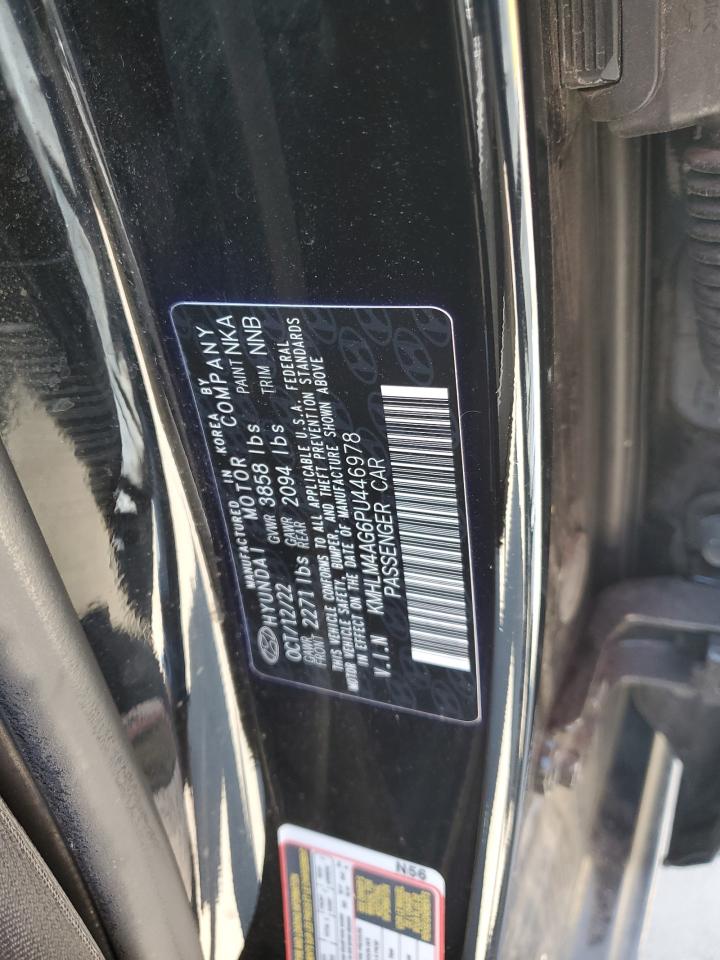 MANUFACTURED IN KOREA BY
HYUNDAI MOTOR COMPANY
OCT/12/22 GVWR 3858 lbs PAINT NKA
GAWR FRONT 2271 lbs GAWR REAR 2094 lbs TRIM NNB
THIS VEHICLE CONFORMS TO ALL APPLICABLE U.S.A. FEDERAL
MOTOR VEHICLE SAFETY, BUMPER, AND THEFT PREVENTION STANDARDS
IN EFFECT ON THE DATE OF MANUFACTURE SHOWN ABOVE
V.I.N KMHLM4AG6PU446978
PASSENGER CAR
N56